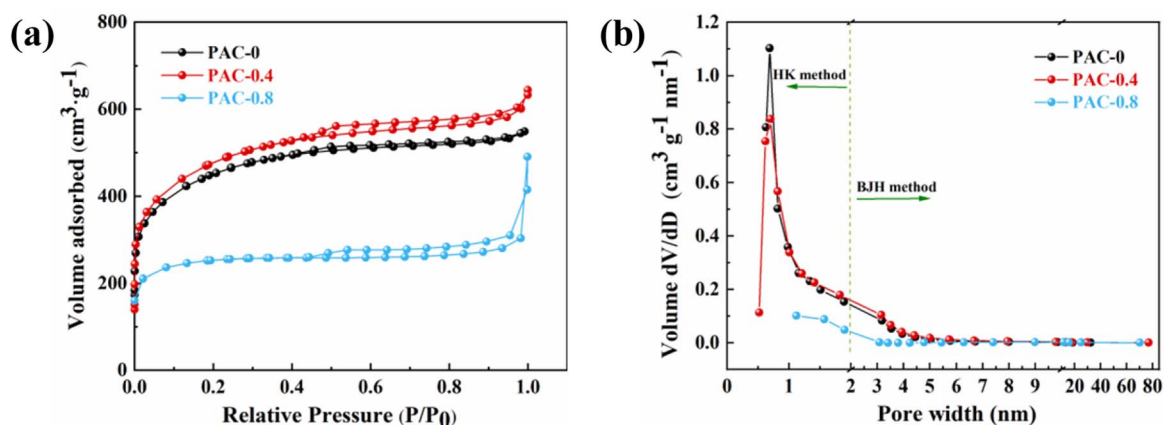 (a)
800
600
400
200
0
Volume adsorbed (cm³·g⁻¹)
PAC-0
PAC-0.4
PAC-0.8
0.0 0.2 0.4 0.6 0.8 1.0
Relative Pressure (P/P₀)
(b)
1.2
1.0
0.8
0.6
0.4
0.2
0.0
Volume dV/dD (cm³ g⁻¹ nm⁻¹)
HK method
BJH method
PAC-0
PAC-0.4
PAC-0.8
0 1 2 3 4 5 6 7 8 9 20 40 60 80
Pore width (nm)